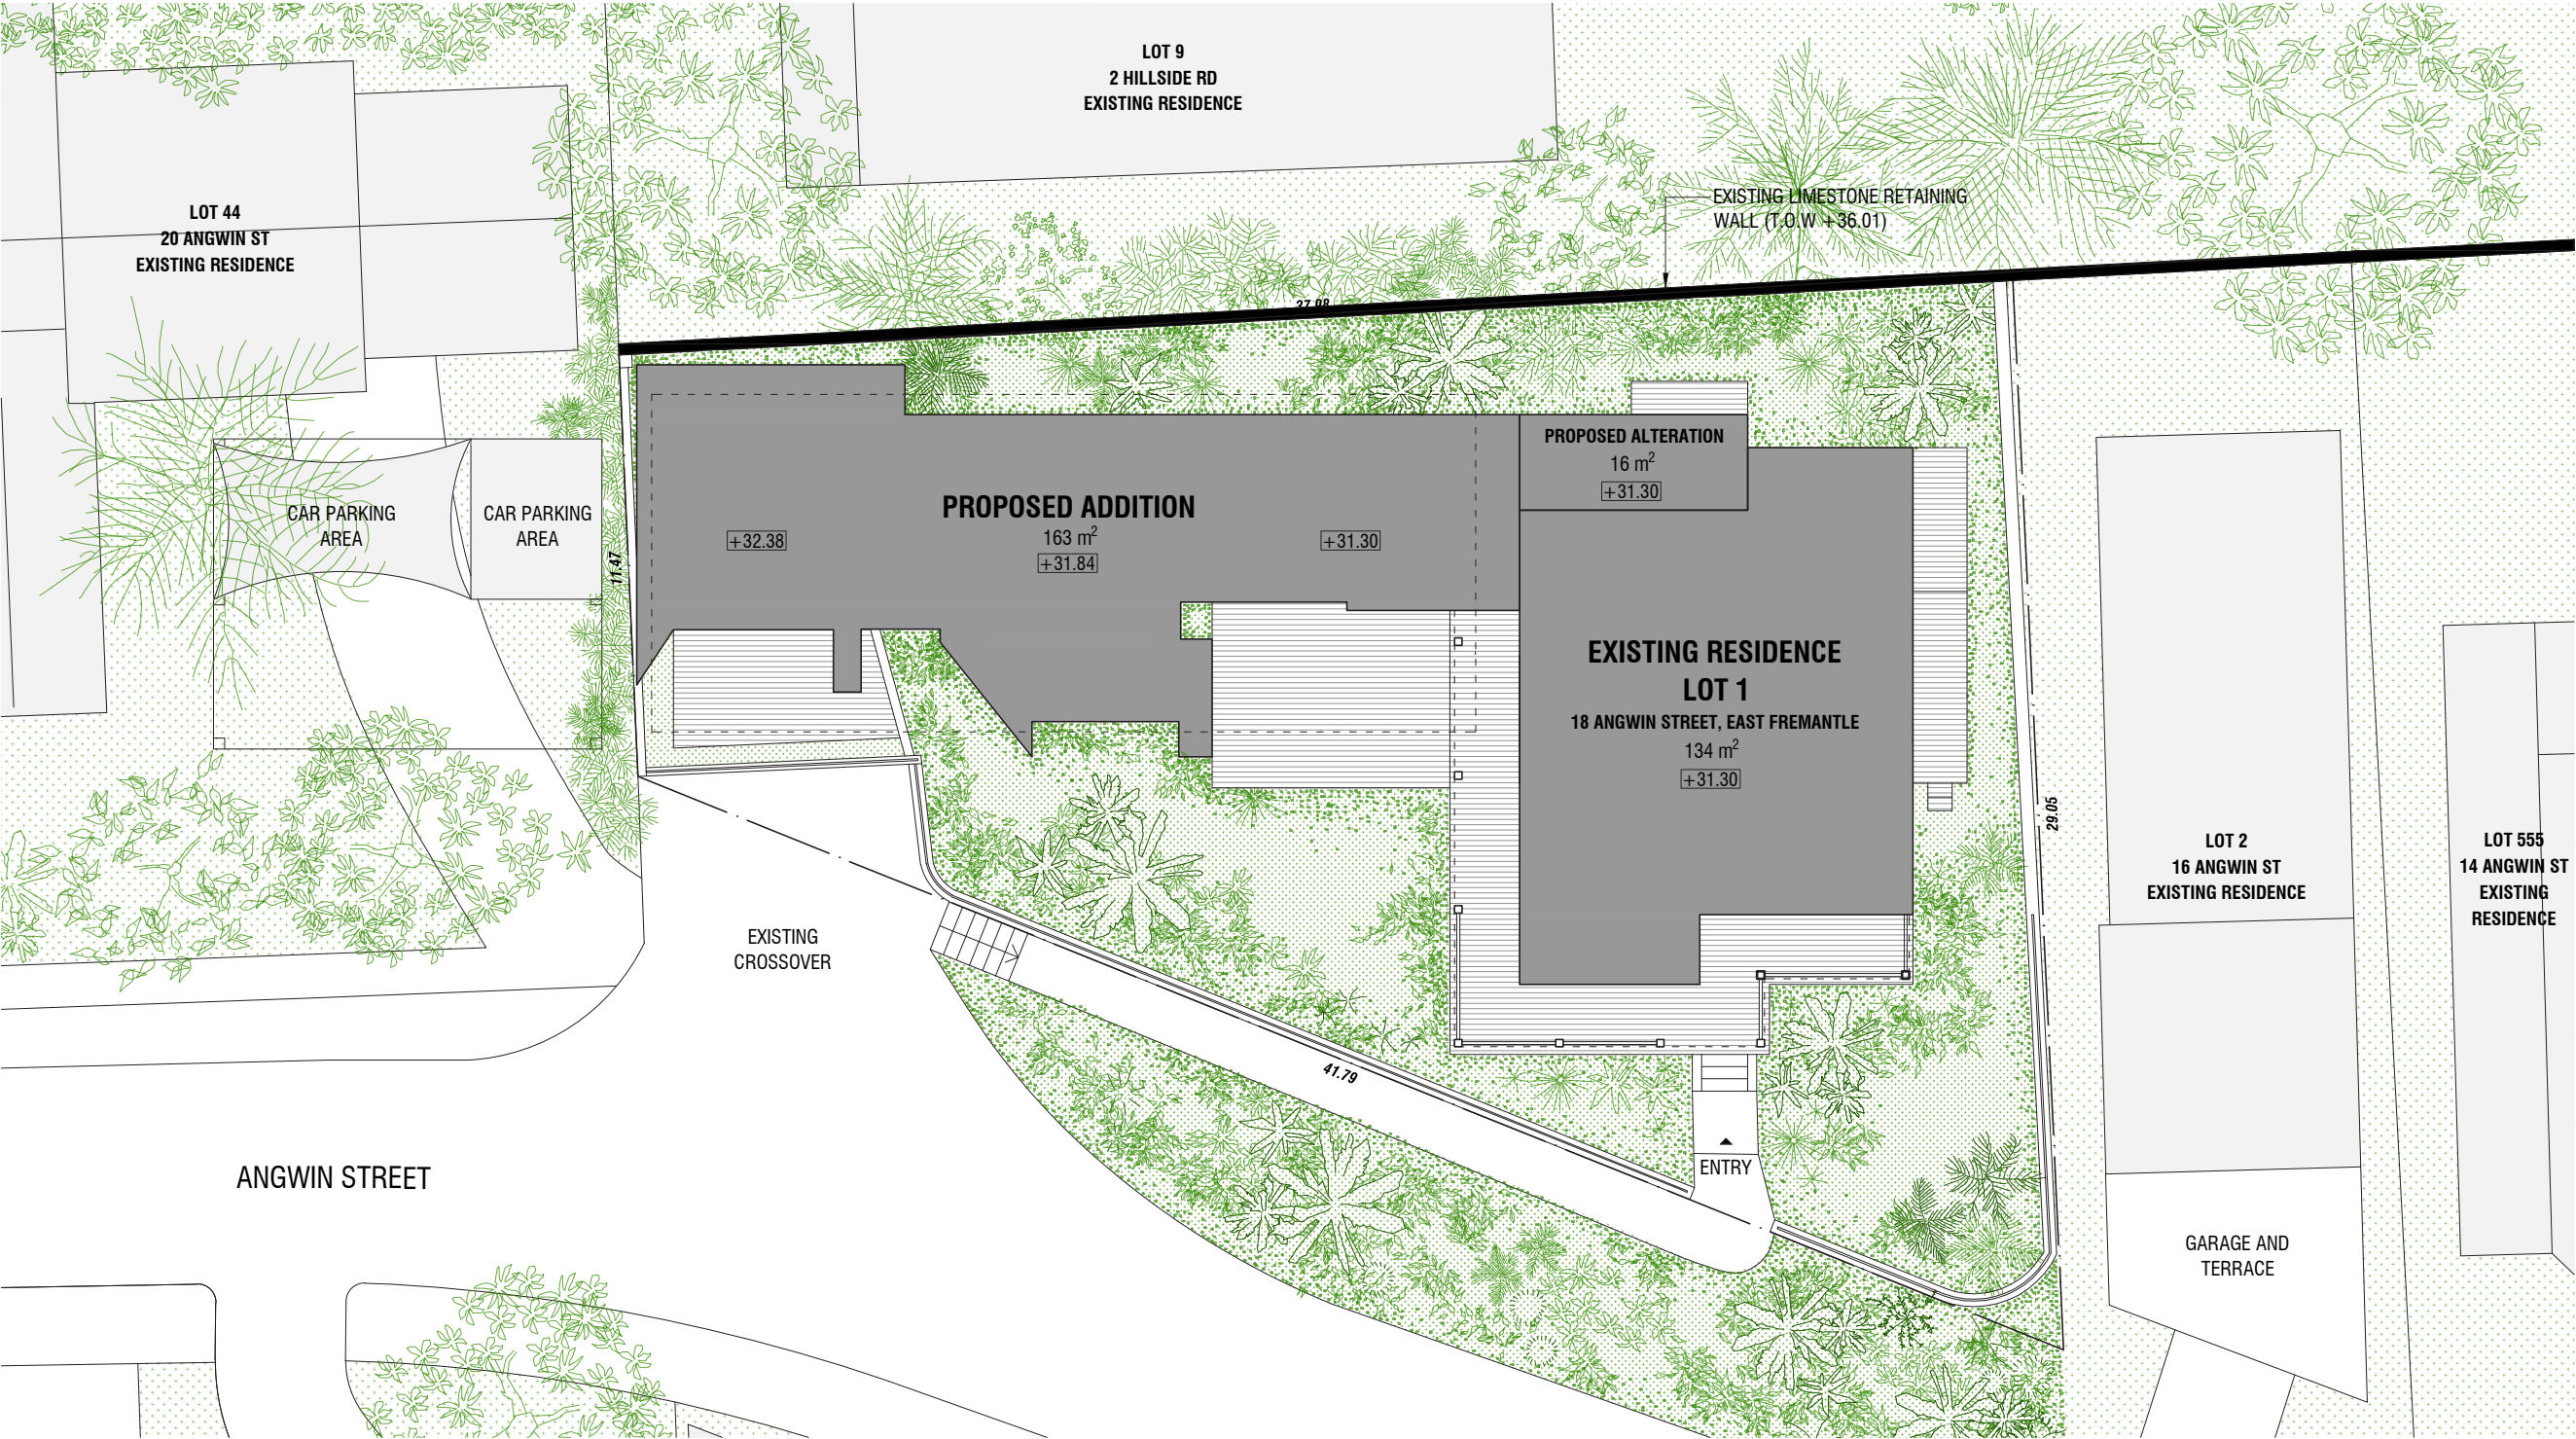 LOT 9
2 HILLSIDE RD
EXISTING RESIDENCE
EXISTING LIMESTONE RETAINING
WALL (T.O.W +36.01)
LOT 44
20 ANGWIN ST
EXISTING RESIDENCE
PROPOSED ALTERATION
16 m²
+31.30
CAR PARKING
AREA
CAR PARKING
AREA
11.47
PROPOSED ADDITION
163 m²
+31.84
+32.38
+31.30
EXISTING RESIDENCE
LOT 1
18 ANGWIN STREET, EAST FREMANTLE
134 m²
+31.30
29.05
LOT 2
16 ANGWIN ST
EXISTING RESIDENCE
LOT 555
14 ANGWIN ST
EXISTING
RESIDENCE
EXISTING
CROSSOVER
41.79
ENTRY
ANGWIN STREET
GARAGE AND
TERRACE